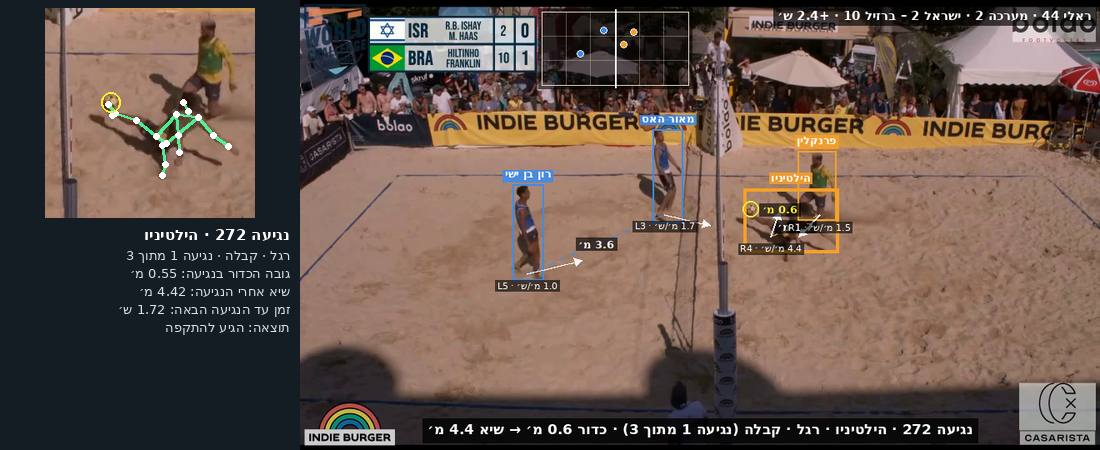 ראלי 44 · מערכה 2 · ישראל 2 - ברזיל 10 · +2.4 ש׳
ISR R.B. ISHAY M. HAAS 2 0
BRA HILTINHO FRANKLIN 10 1
WORLD
bolao
FOOTVOLLEY
INDIE BURGER
INDIE BURGER
bolao
CASARISTA
מאור האס
פרנקלין
רון בן ישי
הילטיניו
0.6 מ׳
L3 · 1.7 מ׳/ש׳
R1 · 1.5 מ׳/ש׳
R4 · 4.4 מ׳/ש׳
3.6 מ׳
L5 · 1.0 מ׳/ש׳
נגיעה 272 · הילטיניו
רגל · קבלה · נגיעה 1 מתוך 3
גובה הכדור בנגיעה: 0.55 מ׳
שיא אחרי הנגיעה: 4.42 מ׳
זמן עד הנגיעה הבאה: 1.72 ש׳
תוצאה: הגיע להתקפה
נגיעה 272 · הילטיניו · רגל · קבלה (נגיעה 1 מתוך 3) · כדור 0.6 מ׳ → שיא 4.4 מ׳
INDIE BURGER
CASARISTA